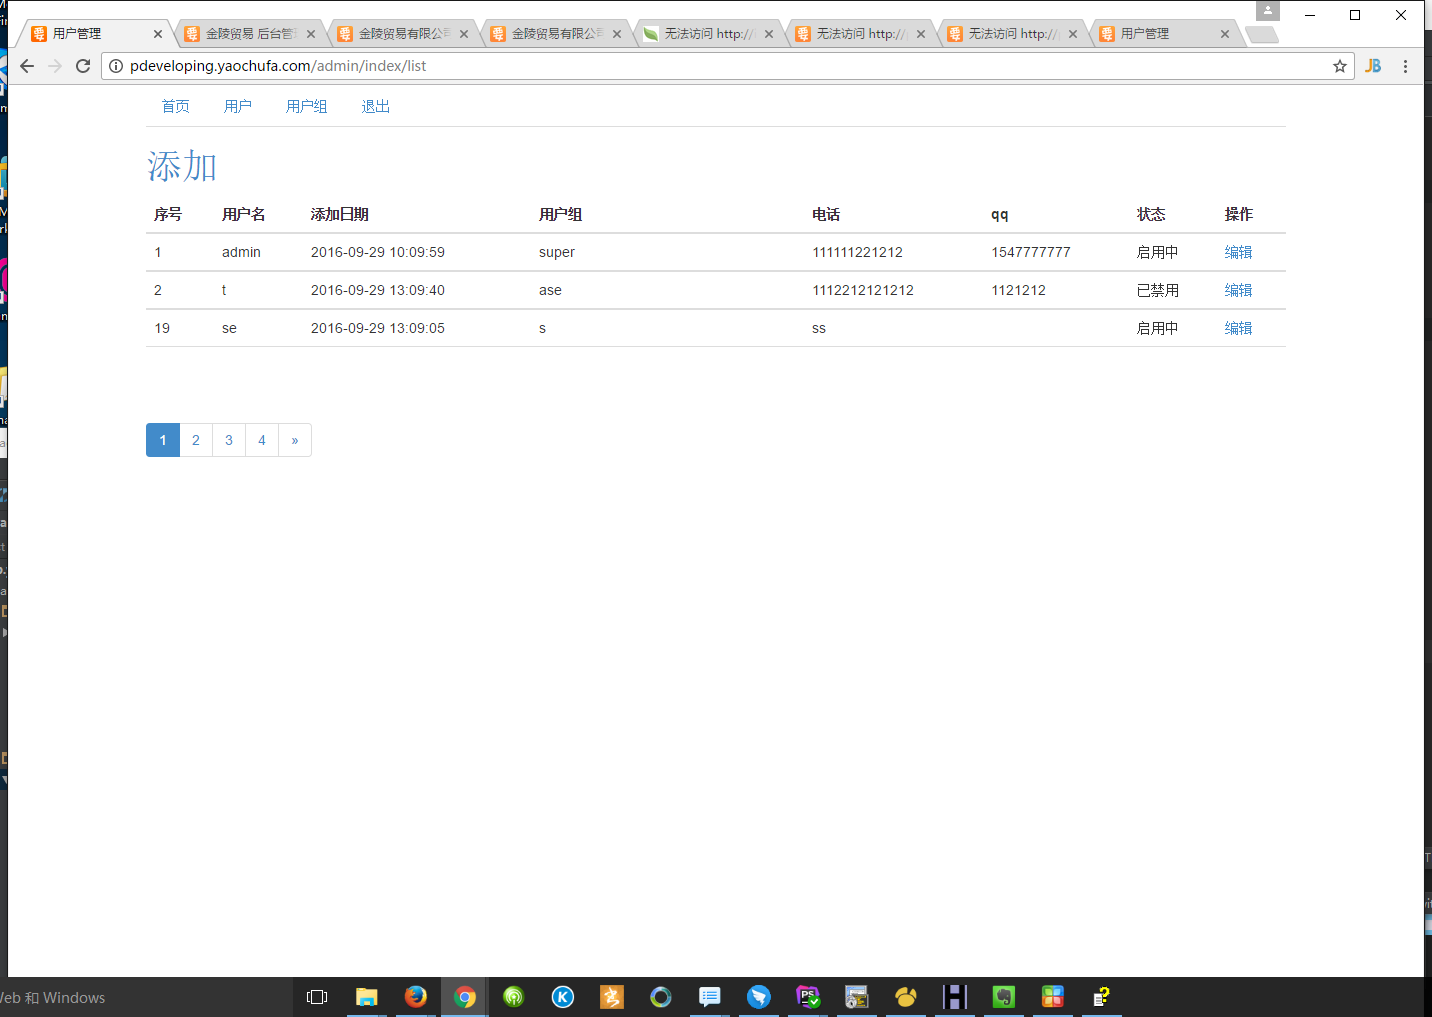 用户管理
金陵贸易 后台管
金陵贸易有限公司
金陵贸易有限公司
无法访问 http://
无法访问 http://
无法访问 http://
用户管理
pdeveloping.yaochufa.com/admin/index/list
JB
首页 用户 用户组 退出
添加
序号 用户名 添加日期 用户组 电话 qq 状态 操作
1 admin 2016-09-29 10:09:59 super 111111221212 1547777777 启用中 编辑
2 t 2016-09-29 13:09:40 ase 1112212121212 1121212 已禁用 编辑
19 se 2016-09-29 13:09:05 s ss 启用中 编辑
1 2 3 4 »
Web 和 Windows